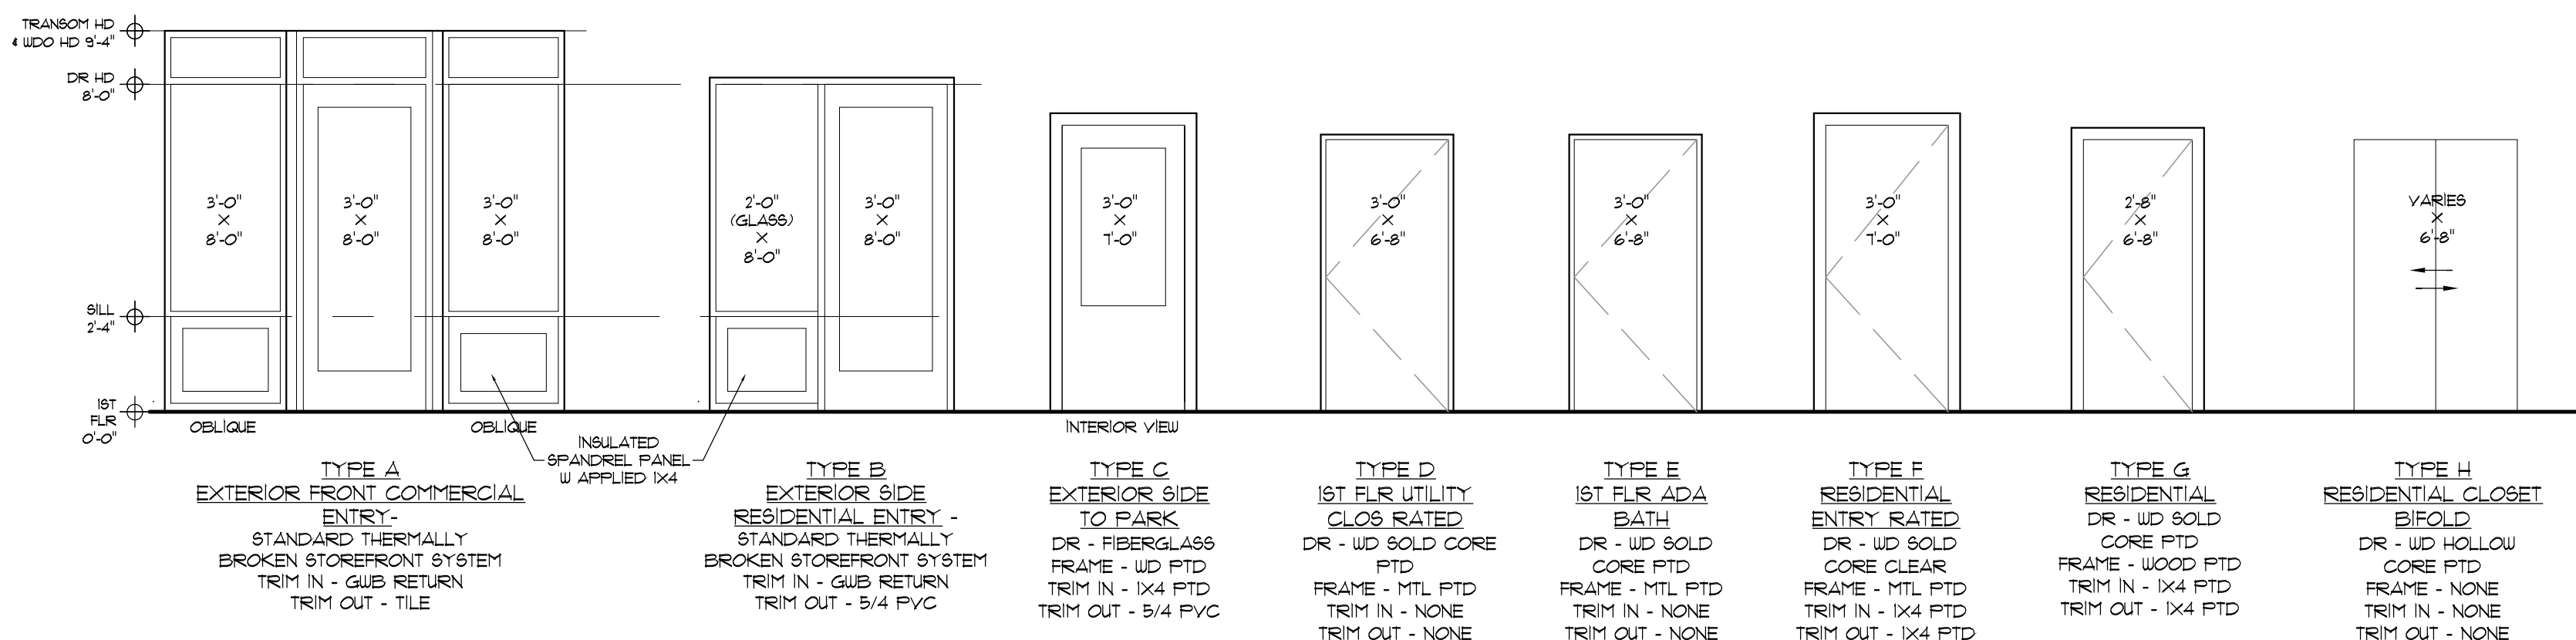 TRANSOM HD
& WDO HD 9'-4"
DR HD
8'-0"
SILL
2'-4"
1ST
FLR
0'-0"
3'-0"
X
8'-0"
3'-0"
X
8'-0"
3'-0"
X
8'-0"
OBLIQUE
OBLIQUE
INSULATED
SPANDREL PANEL
W APPLIED 1X4
2'-0"
(GLASS)
X
8'-0"
3'-0"
X
8'-0"
3'-0"
X
7'-0"
INTERIOR VIEW
3'-0"
X
6'-8"
3'-0"
X
6'-8"
3'-0"
X
7'-0"
2'-8"
X
6'-8"
VARIES
X
6'-8"
TYPE A
EXTERIOR FRONT COMMERCIAL
ENTRY-
STANDARD THERMALLY
BROKEN STOREFRONT SYSTEM
TRIM IN - GWB RETURN
TRIM OUT - TILE
TYPE B
EXTERIOR SIDE
RESIDENTIAL ENTRY -
STANDARD THERMALLY
BROKEN STOREFRONT SYSTEM
TRIM IN - GWB RETURN
TRIM OUT - 5/4 PVC
TYPE C
EXTERIOR SIDE
TO PARK
DR - FIBERGLASS
FRAME - WD PTD
TRIM IN - 1X4 PTD
TRIM OUT - 5/4 PVC
TYPE D
1ST FLR UTILITY
CLOS RATED
DR - WD SOLD CORE
PTD
FRAME - MTL PTD
TRIM IN - NONE
TRIM OUT - NONE
TYPE E
1ST FLR ADA
BATH
DR - WD SOLD
CORE PTD
FRAME - MTL PTD
TRIM IN - NONE
TRIM OUT - NONE
TYPE F
RESIDENTIAL
ENTRY RATED
DR - WD SOLD
CORE CLEAR
FRAME - MTL PTD
TRIM IN - 1X4 PTD
TRIM OUT - 1X4 PTD
TYPE G
RESIDENTIAL
DR - WD SOLD
CORE PTD
FRAME - WOOD PTD
TRIM IN - 1X4 PTD
TRIM OUT - 1X4 PTD
TYPE H
RESIDENTIAL CLOSET
BIFOLD
DR - WD HOLLOW
CORE PTD
FRAME - NONE
TRIM IN - NONE
TRIM OUT - NONE